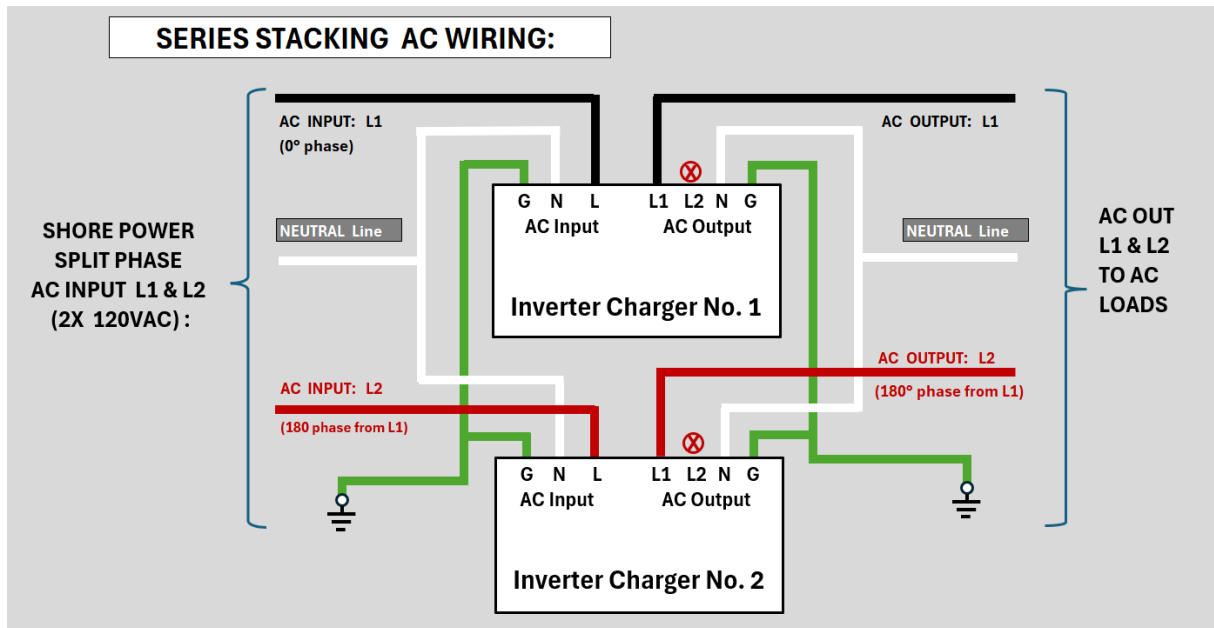 SERIES STACKING AC WIRING:
AC INPUT: L1
(0° phase)
AC OUTPUT: L1
G N L
L1 L2 N G
AC Input
AC Output
Inverter Charger No. 1
NEUTRAL Line
NEUTRAL Line
SHORE POWER
SPLIT PHASE
AC INPUT L1 & L2
(2X 120VAC) :
AC OUT
L1 & L2
TO AC
LOADS
AC INPUT: L2
(180 phase from L1)
AC OUTPUT: L2
(180° phase from L1)
G N L
L1 L2 N G
AC Input
AC Output
Inverter Charger No. 2